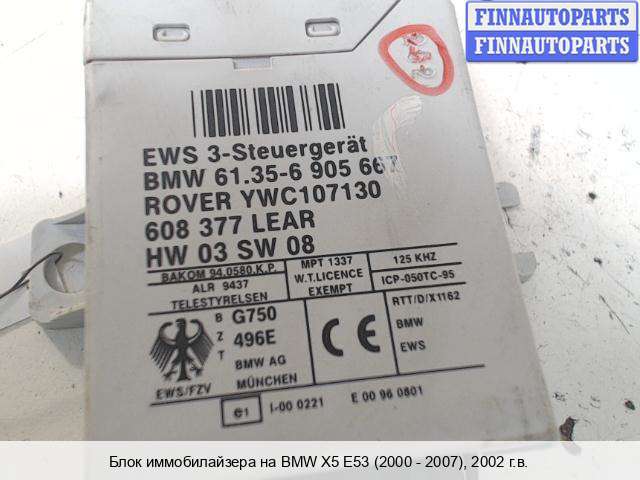 FINNAUTOPARTS
FINNAUTOPARTS
EWS 3-Steuergerät
BMW 61.35-6 905 667
ROVER YWC107130
608 377 LEAR
HW 03 SW 08
BAKOM 94.0580.K.P.
ALR 9437
TELESTYRELSEN
MPT 1337
W.T.LICENCE
EXEMPT
125 KHZ
ICP-050TC-95
RTT/D/X1162
BMW
EWS
B
Z
T
G750
496E
BMW AG
MÜNCHEN
EWS/FZV
CE
e1
I-00 0221
E 00 96 0801
Блок иммобилайзера на BMW X5 E53 (2000 - 2007), 2002 г.в.